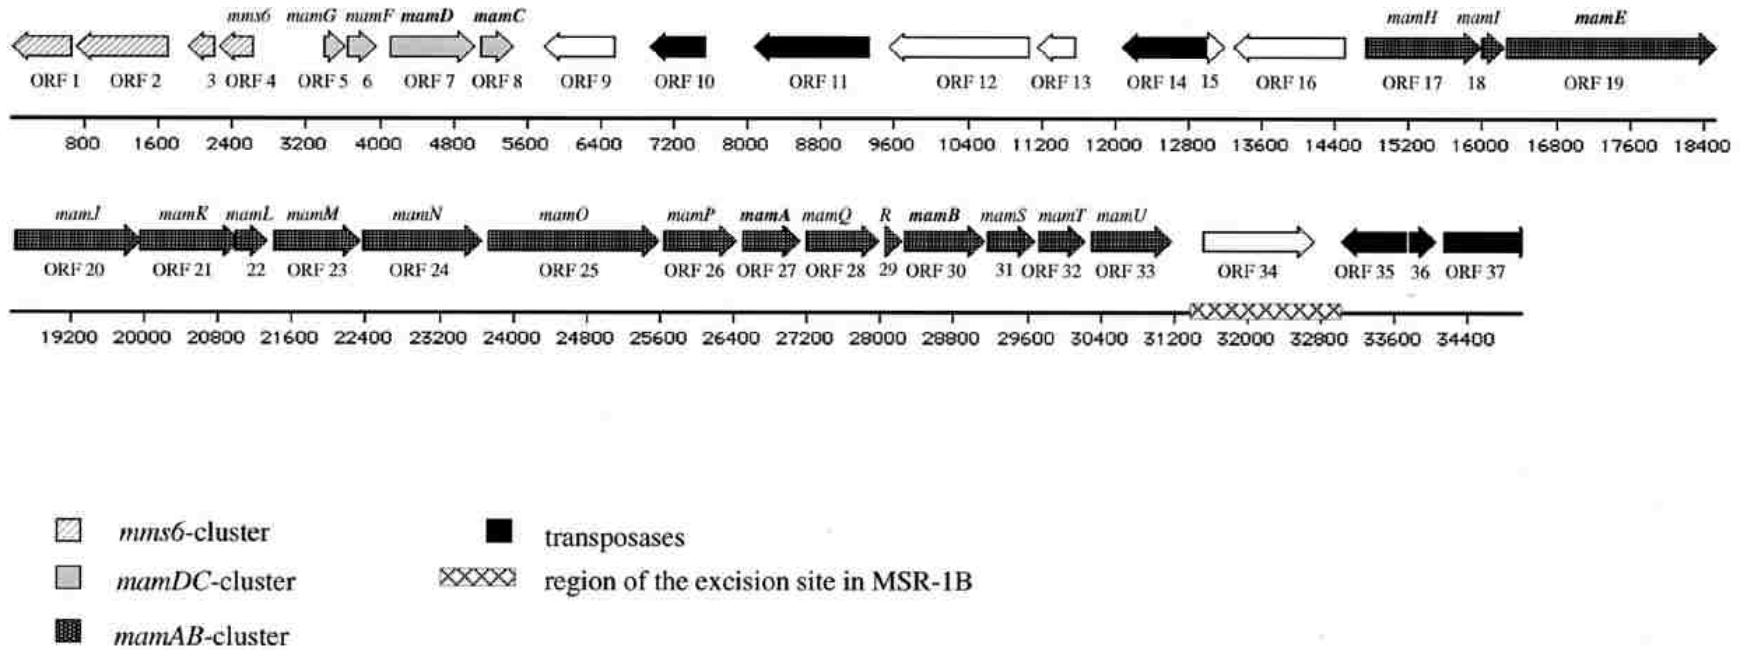 mms6 mamG mamF mamD mamC mamH mamI mamE
ORF 1 ORF 2 3 ORF 4 ORF 5 6 ORF 7 ORF 8 ORF 9 ORF 10 ORF 11 ORF 12 ORF 13 ORF 14 15 ORF 16 ORF 17 18 ORF 19
800 1600 2400 3200 4000 4800 5600 6400 7200 8000 8800 9600 10400 11200 12000 12800 13600 14400 15200 16000 16800 17600 18400
mamJ mamK mamL mamM mamN mamO mamP mamA mamQ R mamB mamS mamT mamU
ORF 20 ORF 21 22 ORF 23 ORF 24 ORF 25 ORF 26 ORF 27 ORF 28 29 ORF 30 31 ORF 32 ORF 33 ORF 34 ORF 35 36 ORF 37
19200 20000 20800 21600 22400 23200 24000 24800 25600 26400 27200 28000 28800 29600 30400 31200 32000 32800 33600 34400
mms6-cluster
transposases
mamDC-cluster
region of the excision site in MSR-1B
mamAB-cluster